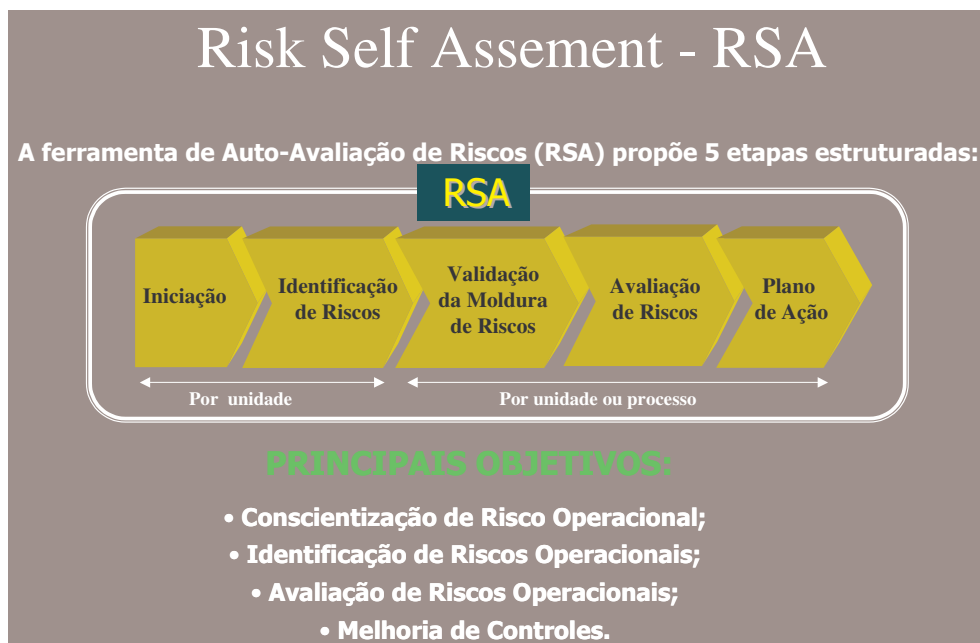 Risk Self Assement - RSA
A ferramenta de Auto-Avaliação de Riscos (RSA) propõe 5 etapas estruturadas:
RSA
Iniciação
Identificação
de Riscos
Validação
da Moldura
de Riscos
Avaliação
de Riscos
Plano
de Ação
Por unidade
Por unidade ou processo
PRINCIPAIS OBJETIVOS:
• Conscientização de Risco Operacional;
• Identificação de Riscos Operacionais;
• Avaliação de Riscos Operacionais;
• Melhoria de Controles.